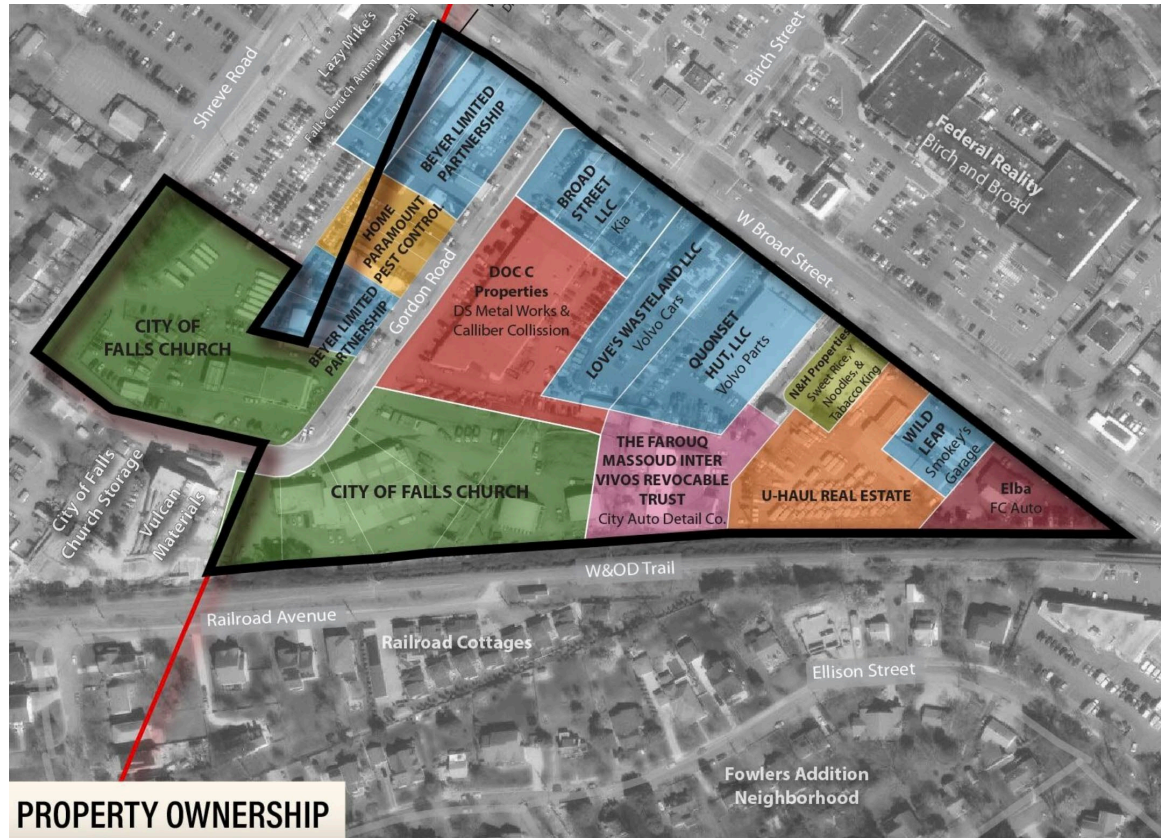 Lazy Mike's
Falls Chruch Animal Hospital
Shreve Road
Birch Street
Federal Reality
Birch and Broad
W Broad Street
BEYER LIMITED
PARTNERSHIP
BROAD
STREET
LLC
Kia
HOME
PARAMOUNT
PEST CONTROL
Gordon Road
DOC C
Properties
DS Metal Works &
Calliber Collission
LOVE'S WASTELAND LLC
Volvo Cars
QUONSET
HUT, LLC
Volvo Parts
BEYER LIMITED
PARTNERSHIP
CITY OF
FALLS CHURCH
N&H Properties
Sweet Rice, Y
Noodles, &
Tabacco King
WILD
LEAP
Smokey's
Garage
THE FAROUQ
MASSOUD INTER
VIVOS REVOCABLE
TRUST
City Auto Detail Co.
U-HAUL REAL ESTATE
Elba
FC Auto
CITY OF FALLS CHURCH
City of Falls
Church Storage
Vulcan
Materials
W&OD Trail
Railroad Avenue
Railroad Cottages
Ellison Street
Fowlers Addition
Neighborhood
PROPERTY OWNERSHIP